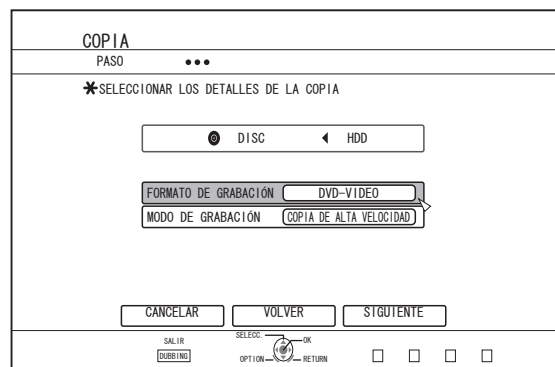 COPIA
PASO
✱SELECCIONAR LOS DETALLES DE LA COPIA
DISC HDD
FORMATO DE GRABACIÓN DVD-VIDEO
MODO DE GRABACIÓN COPIA DE ALTA VELOCIDAD
CANCELAR VOLVER SIGUIENTE
SALIR SELECC. OK
DUBBING OPTION RETURN